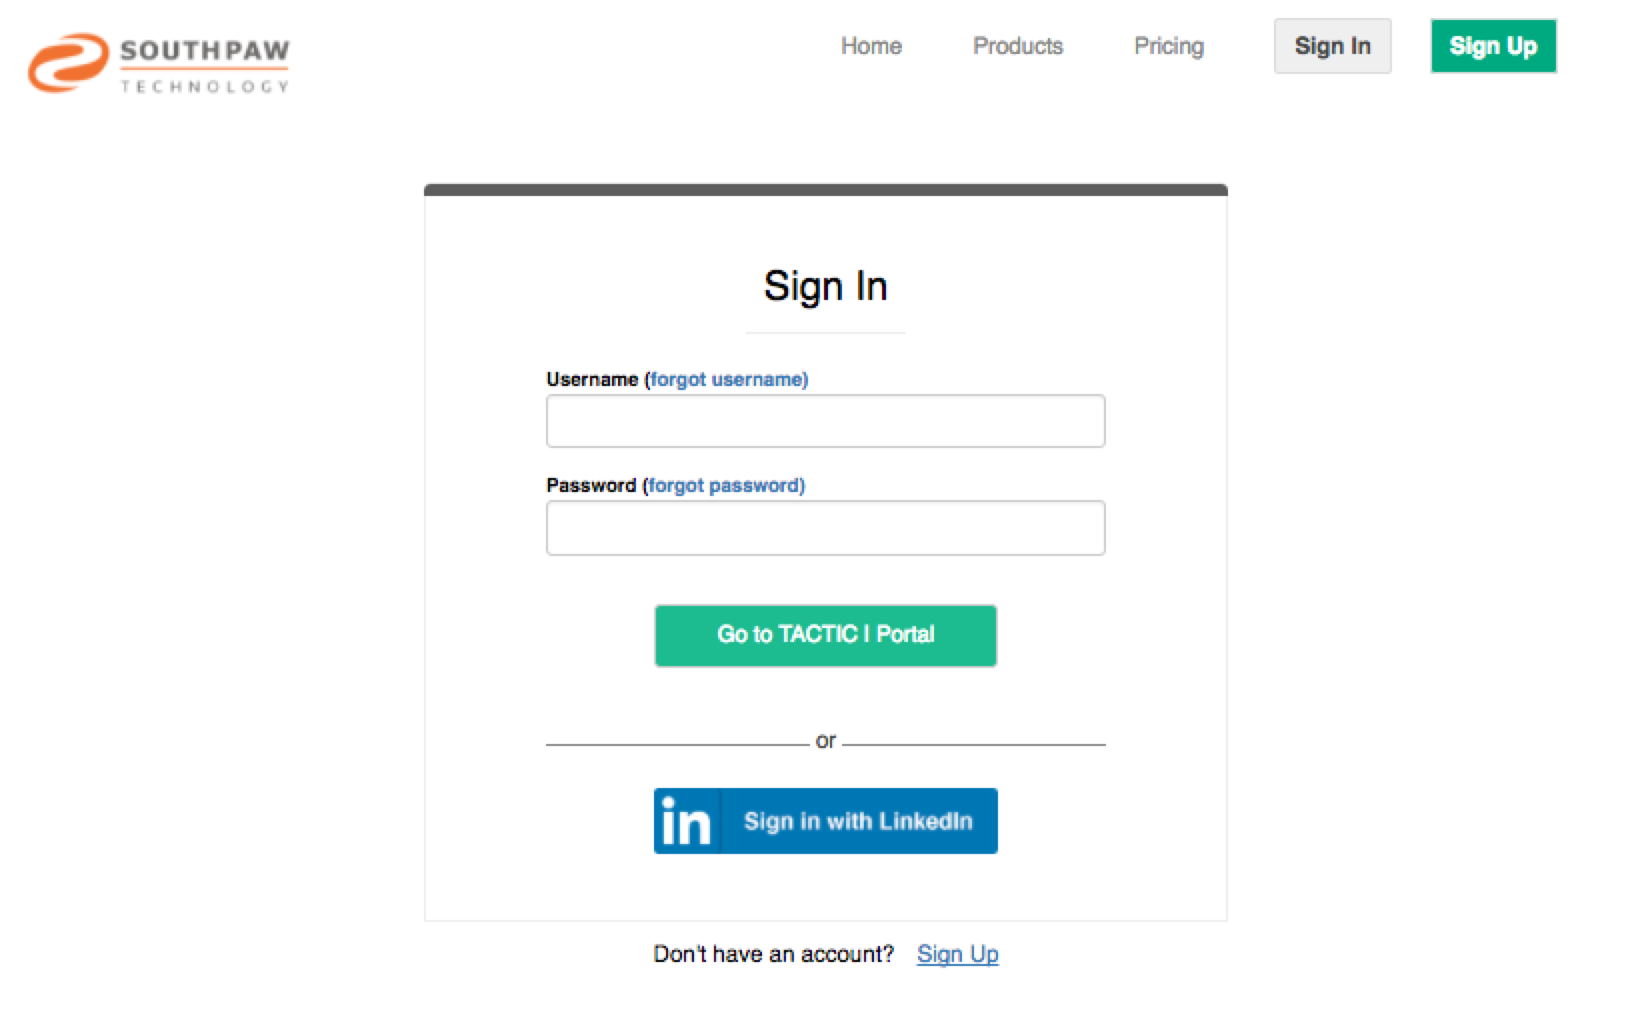 SOUTHPAW
TECHNOLOGY
Home Products Pricing Sign In Sign Up
Sign In
Username (forgot username)
Password (forgot password)
Go to TACTIC | Portal
or
in Sign in with LinkedIn
Don't have an account? Sign Up